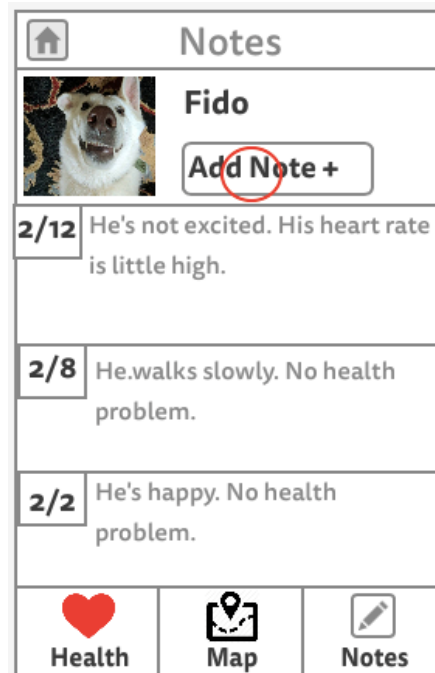 Notes
Fido
Add Note +
2/12
He's not excited. His heart rate
is little high.
2/8
He.walks slowly. No health
problem.
2/2
He's happy. No health
problem.
Health
Map
Notes